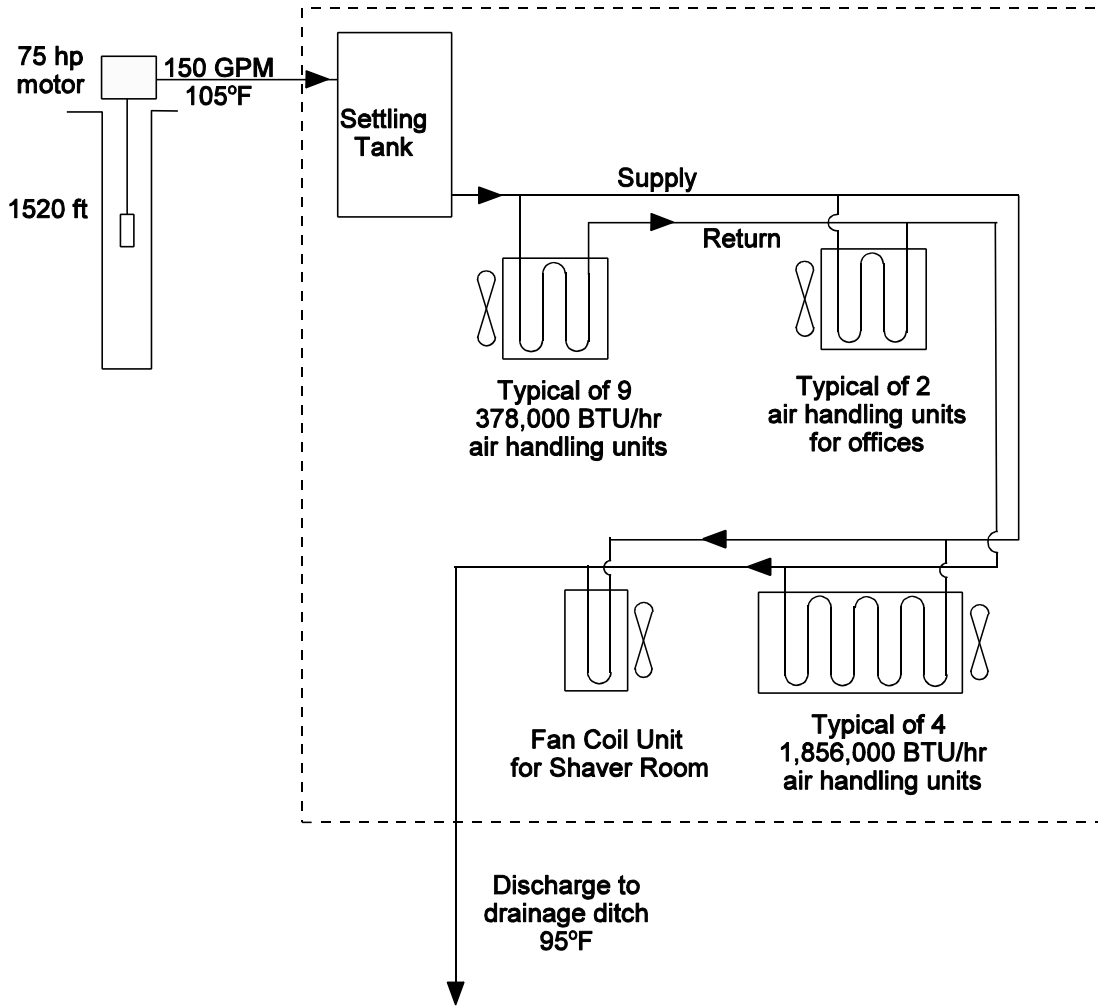 75 hp
motor
150 GPM
105ºF
1520 ft
Settling
Tank
Supply
Return
Typical of 9
378,000 BTU/hr
air handling units
Typical of 2
air handling units
for offices
Fan Coil Unit
for Shaver Room
Typical of 4
1,856,000 BTU/hr
air handling units
Discharge to
drainage ditch
95ºF